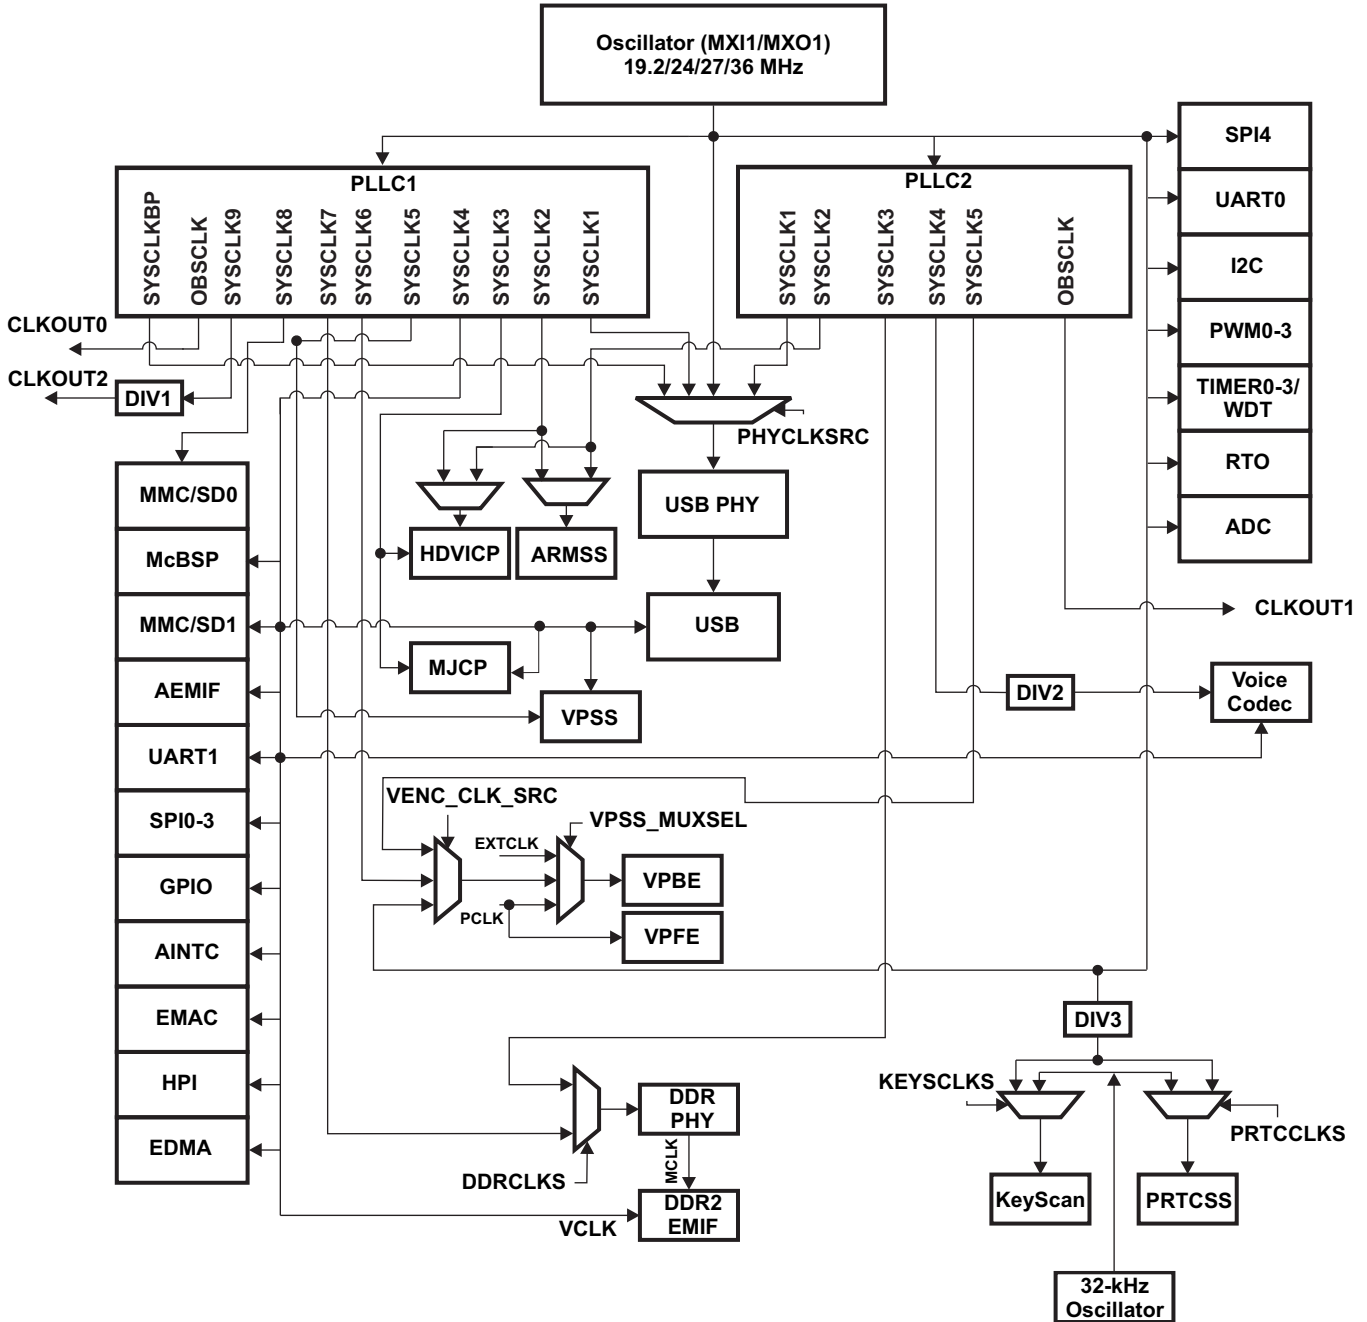 Oscillator (MXI1/MXO1)
19.2/24/27/36 MHz
PLLC1
SYSCLKBP
OBSCLK
SYSCLK9
SYSCLK8
SYSCLK7
SYSCLK6
SYSCLK5
SYSCLK4
SYSCLK3
SYSCLK2
SYSCLK1
PLLC2
SYSCLK1
SYSCLK2
SYSCLK3
SYSCLK4
SYSCLK5
OBSCLK
SPI4
UART0
I2C
PWM0-3
TIMER0-3/
WDT
RTO
ADC
CLKOUT0
CLKOUT2
DIV1
PHYCLKSRC
MMC/SD0
McBSP
MMC/SD1
AEMIF
UART1
SPI0-3
GPIO
AINTC
EMAC
HPI
EDMA
HDVICP
ARMSS
USB PHY
USB
MJCP
VPSS
CLKOUT1
DIV2
Voice
Codec
VENC_CLK_SRC
EXTCLK
VPSS_MUXSEL
PCLK
VPBE
VPFE
DIV3
KEYSCLKS
PRTCCLKS
KeyScan
PRTCSS
32-kHz
Oscillator
DDR
PHY
MCLK
DDRCLKS
DDR2
EMIF
VCLK